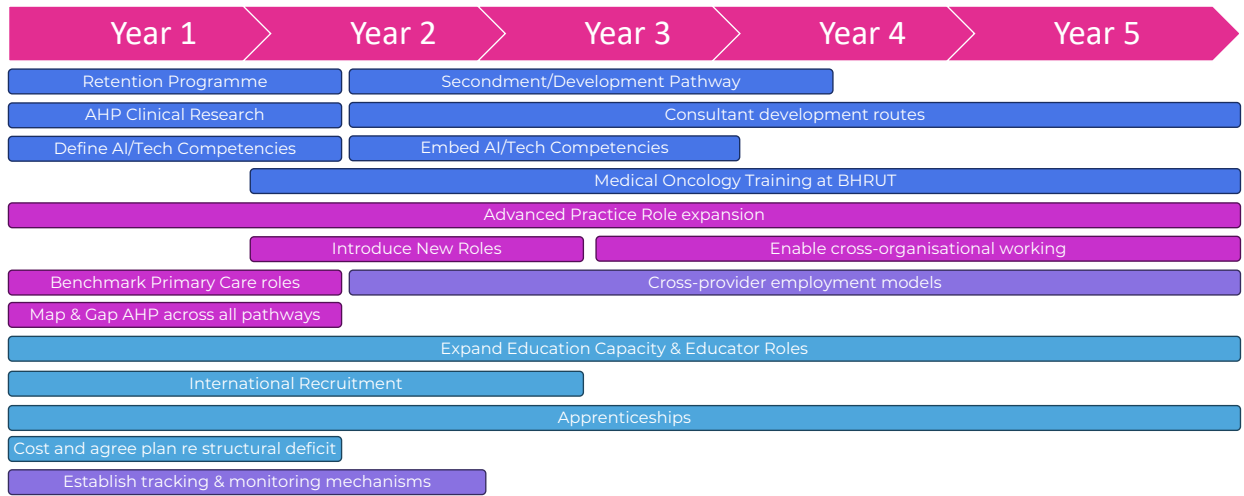 Year 1 Year 2 Year 3 Year 4 Year 5
Retention Programme Secondment/Development Pathway
AHP Clinical Research Consultant development routes
Define AI/Tech Competencies Embed AI/Tech Competencies
Medical Oncology Training at BHRUT
Advanced Practice Role expansion
Introduce New Roles Enable cross-organisational working
Benchmark Primary Care roles Cross-provider employment models
Map & Gap AHP across all pathways
Expand Education Capacity & Educator Roles
International Recruitment
Apprenticeships
Cost and agree plan re structural deficit
Establish tracking & monitoring mechanisms